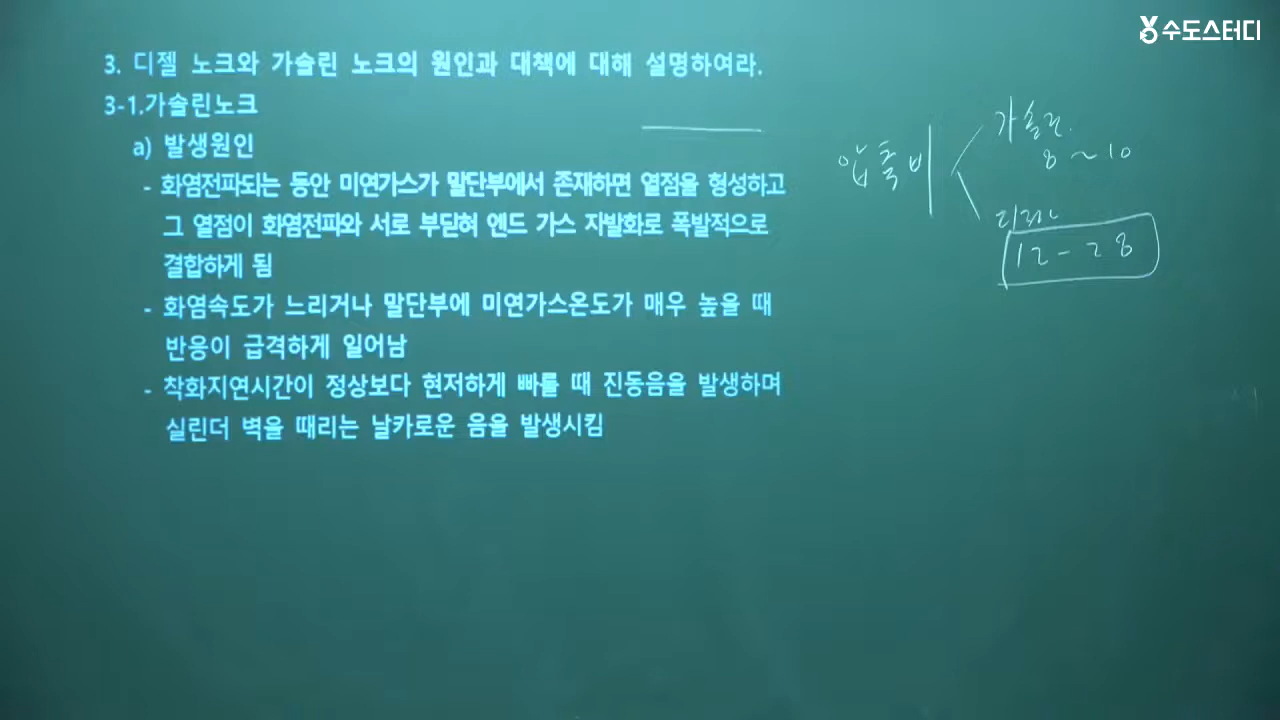 수도스터디
3. 디젤 노크와 가솔린 노크의 원인과 대책에 대해 설명하여라.
3-1.가솔린노크
a) 발생원인
- 화염전파되는 동안 미연가스가 말단부에서 존재하면 열점을 형성하고
그 열점이 화염전파와 서로 부딪혀 엔드 가스 자발화로 폭발적으로
결합하게 됨
- 화염속도가 느리거나 말단부에 미연가스온도가 매우 높을 때
반응이 급격하게 일어남
- 착화지연시간이 정상보다 현저하게 빠를 때 진동음을 발생하며
실린더 벽을 때리는 날카로운 음을 발생시킴
압축비
가솔린
8 ~ 10
디젤
12 - 28